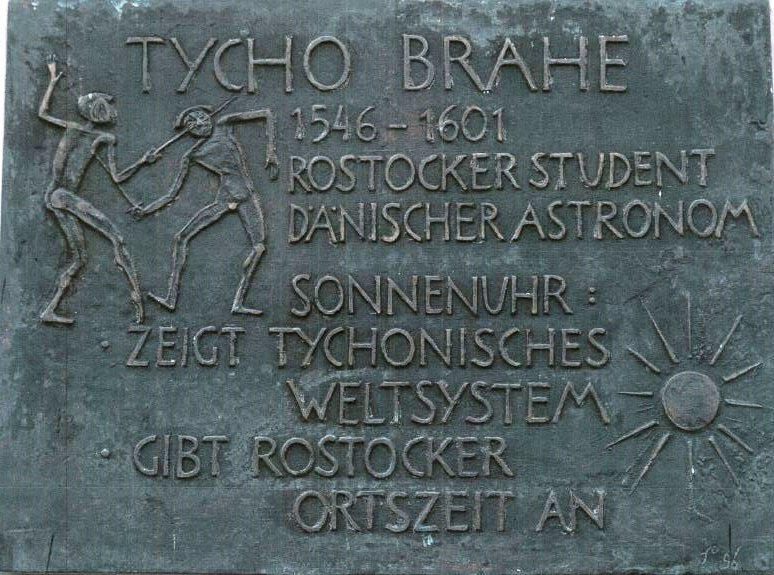 TYCHO BRAHE
1546 – 1601
ROSTOCKER STUDENT
DÄNISCHER ASTRONOM
SONNENUHR :
· ZEIGT TYCHONISCHES
WELTSYSTEM
· GIBT ROSTOCKER
ORTSZEIT AN